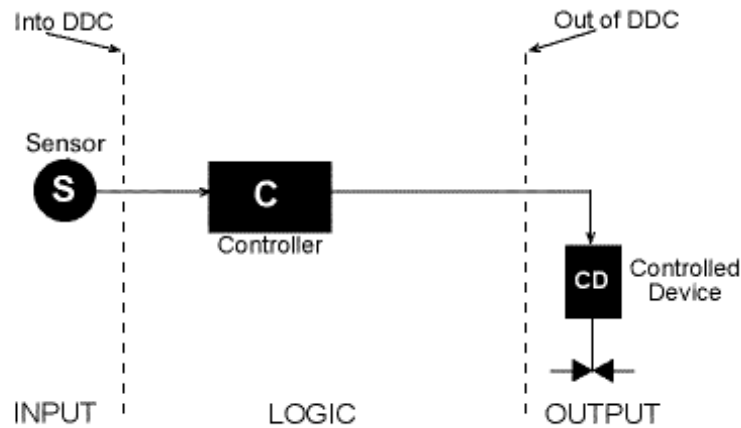 Into DDC
Out of DDC
Sensor
S
C
Controller
CD
Controlled
Device
INPUT
LOGIC
OUTPUT